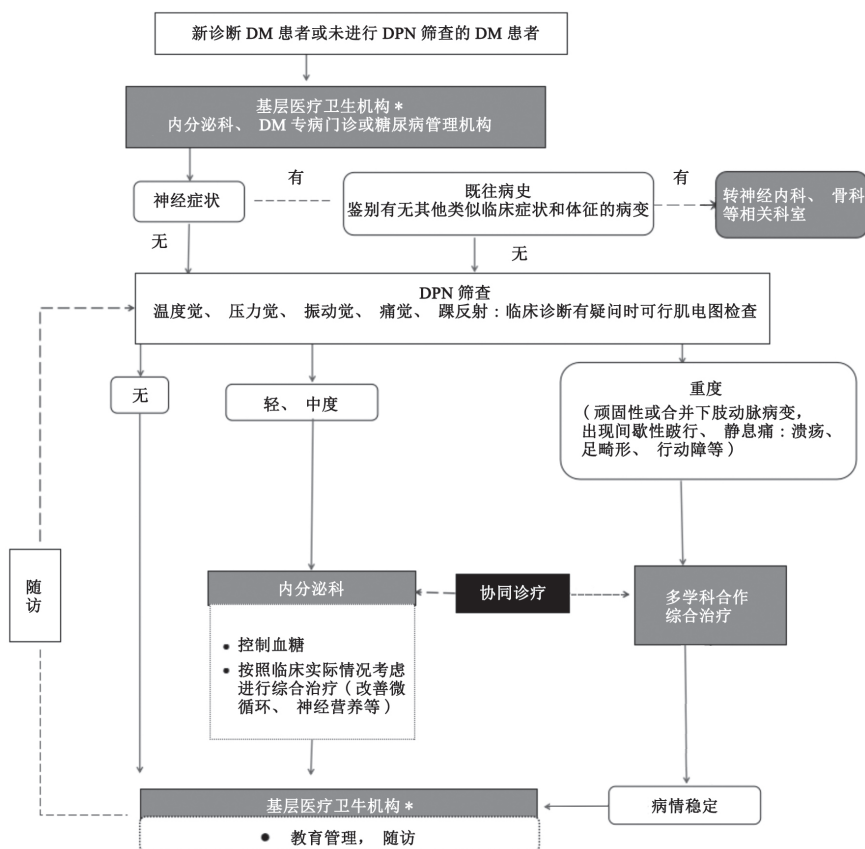 新诊断 DM 患者或未进行 DPN 筛查的 DM 患者
基层医疗卫生机构 *
内分泌科、 DM 专病门诊或糖尿病管理机构
神经症状
有
既往病史
鉴别有无其他类似临床症状和体征的病变
有
转神经内科、 骨科
等相关科室
无
无
DPN 筛查
温度觉、 压力觉、 振动觉、 痛觉、 踝反射：临床诊断有疑问时可行肌电图检查
无
轻、 中度
重度
（顽固性或合并下肢动脉病变，
出现间歇性跛行、 静息痛：溃疡、
足畸形、 行动障等）
随访
内分泌科
协同诊疗
多学科合作
综合治疗
• 控制血糖
• 按照临床实际情况考虑
进行综合治疗（改善微
循环、 神经营养等）
基层医疗卫牛机构 *
病情稳定
• 教育管理， 随访